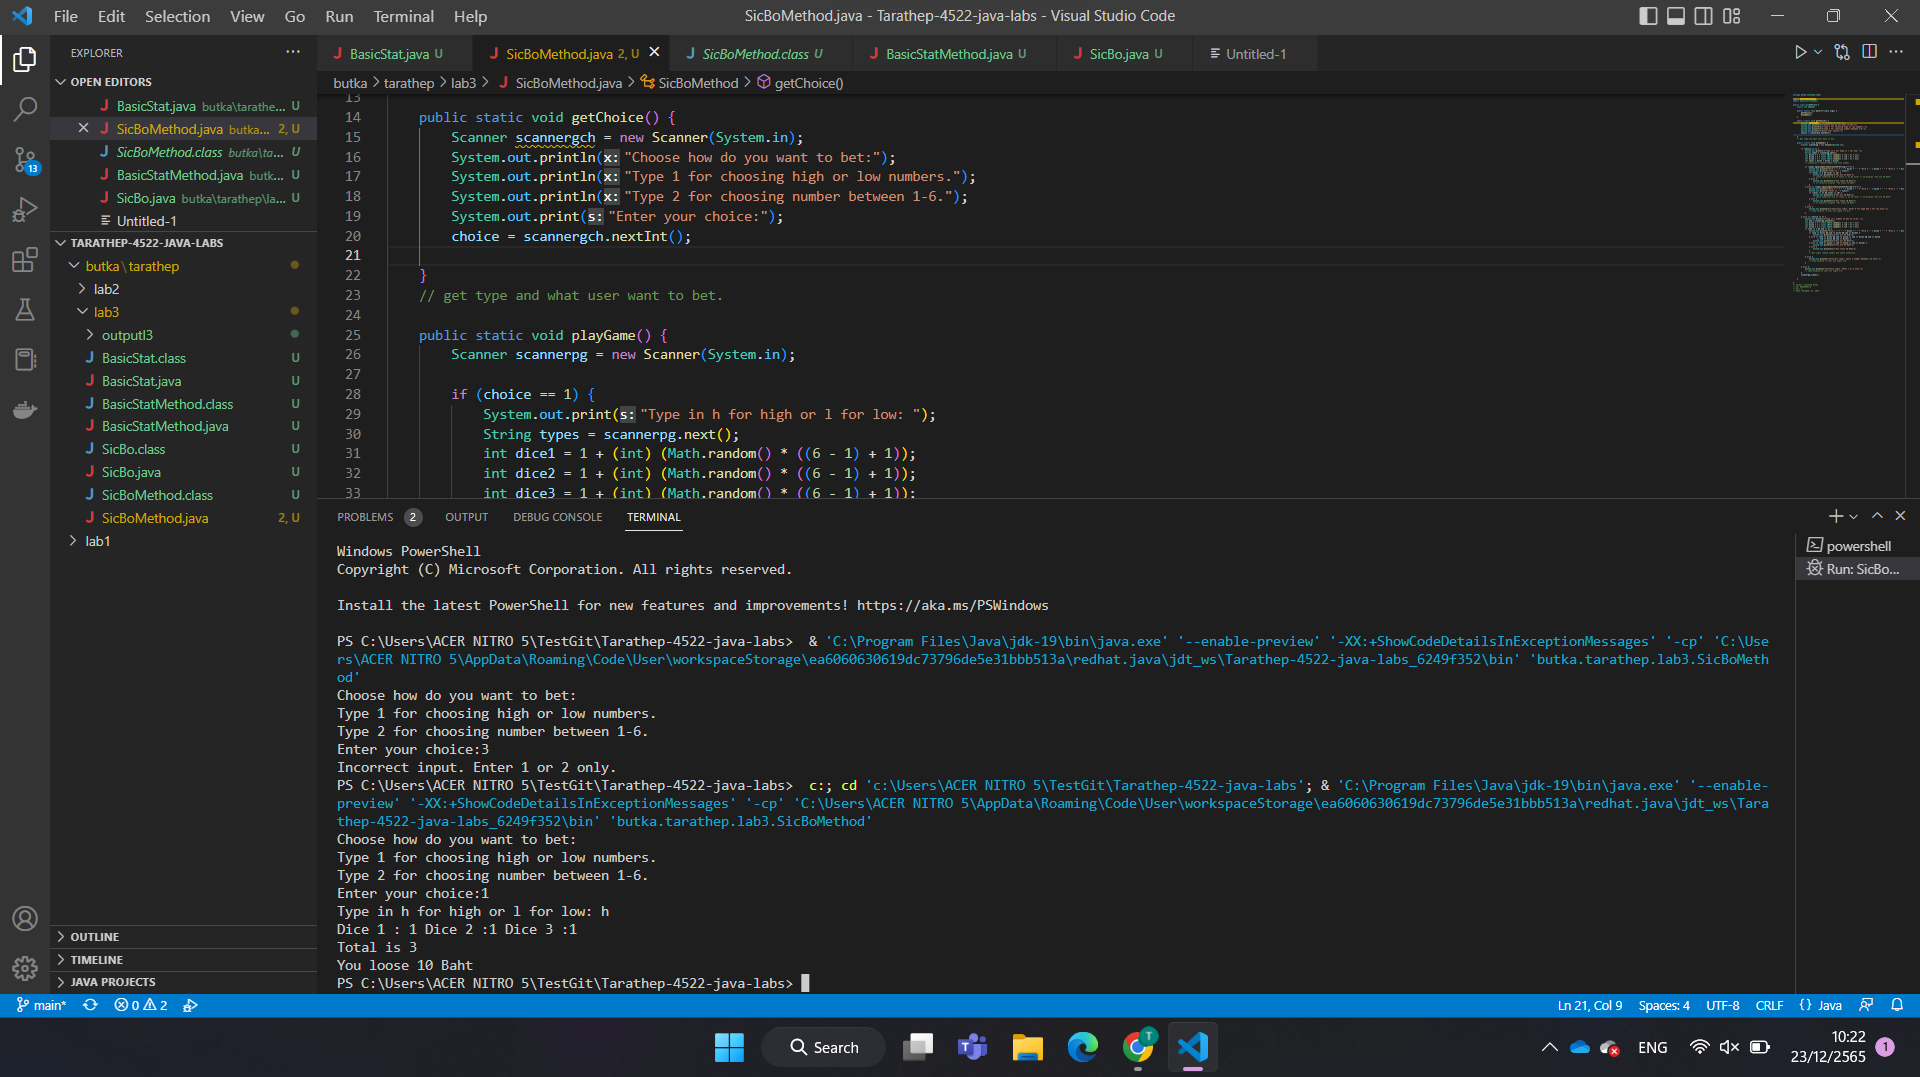 File Edit Selection View Go Run Terminal Help
SicBoMethod.java - Tarathep-4522-java-labs - Visual Studio Code
EXPLORER
OPEN EDITORS
BasicStat.java butka\tarathe... U
SicBoMethod.java butka... 2, U
SicBoMethod.class butka\ta... U
BasicStatMethod.java butk... U
SicBo.java butka\tarathep\la... U
Untitled-1
TARATHEP-4522-JAVA-LABS
butka\tarathep
lab2
lab3
outputl3
BasicStat.class U
BasicStat.java U
BasicStatMethod.class U
BasicStatMethod.java U
SicBo.class U
SicBo.java U
SicBoMethod.class U
SicBoMethod.java 2, U
lab1
OUTLINE
TIMELINE
JAVA PROJECTS
13
BasicStat.java U SicBoMethod.java 2, U SicBoMethod.class U BasicStatMethod.java U SicBo.java U Untitled-1
butka > tarathep > lab3 > SicBoMethod.java > SicBoMethod > getChoice()
13
14 public static void getChoice() {
15 Scanner scannergch = new Scanner(System.in);
16 System.out.println(x: "Choose how do you want to bet:");
17 System.out.println(x: "Type 1 for choosing high or low numbers.");
18 System.out.println(x: "Type 2 for choosing number between 1-6.");
19 System.out.print(s: "Enter your choice:");
20 choice = scannergch.nextInt();
21
22 }
23 // get type and what user want to bet.
24
25 public static void playGame() {
26 Scanner scannerpg = new Scanner(System.in);
27
28 if (choice == 1) {
29 System.out.print(s: "Type in h for high or l for low: ");
30 String types = scannerpg.next();
31 int dice1 = 1 + (int) (Math.random() * ((6 - 1) + 1));
32 int dice2 = 1 + (int) (Math.random() * ((6 - 1) + 1));
33 int dice3 = 1 + (int) (Math.random() * ((6 - 1) + 1));
PROBLEMS 2 OUTPUT DEBUG CONSOLE TERMINAL
powershell
Run: SicBo...
Windows PowerShell
Copyright (C) Microsoft Corporation. All rights reserved.
Install the latest PowerShell for new features and improvements! https://aka.ms/PSWindows
PS C:\Users\ACER NITRO 5\TestGit\Tarathep-4522-java-labs>  & 'C:\Program Files\Java\jdk-19\bin\java.exe' '--enable-preview' '-XX:+ShowCodeDetailsInExceptionMessages' '-cp' 'C:\Use
rs\ACER NITRO 5\AppData\Roaming\Code\User\workspaceStorage\ea6060630619dc73796de5e31bbb513a\redhat.java\jdt_ws\Tarathep-4522-java-labs_6249f352\bin' 'butka.tarathep.lab3.SicBoMeth
od'
Choose how do you want to bet:
Type 1 for choosing high or low numbers.
Type 2 for choosing number between 1-6.
Enter your choice:3
Incorrect input. Enter 1 or 2 only.
PS C:\Users\ACER NITRO 5\TestGit\Tarathep-4522-java-labs>  c:; cd 'c:\Users\ACER NITRO 5\TestGit\Tarathep-4522-java-labs'; & 'C:\Program Files\Java\jdk-19\bin\java.exe' '--enable-
preview' '-XX:+ShowCodeDetailsInExceptionMessages' '-cp' 'C:\Users\ACER NITRO 5\AppData\Roaming\Code\User\workspaceStorage\ea6060630619dc73796de5e31bbb513a\redhat.java\jdt_ws\Tara
thep-4522-java-labs_6249f352\bin' 'butka.tarathep.lab3.SicBoMethod'
Choose how do you want to bet:
Type 1 for choosing high or low numbers.
Type 2 for choosing number between 1-6.
Enter your choice:1
Type in h for high or l for low: h
Dice 1 : 1 Dice 2 :1 Dice 3 :1
Total is 3
You loose 10 Baht
PS C:\Users\ACER NITRO 5\TestGit\Tarathep-4522-java-labs>
main* 0 2 Ln 21, Col 9 Spaces: 4 UTF-8 CRLF {} Java
Search
ENG
10:22
23/12/2565
1